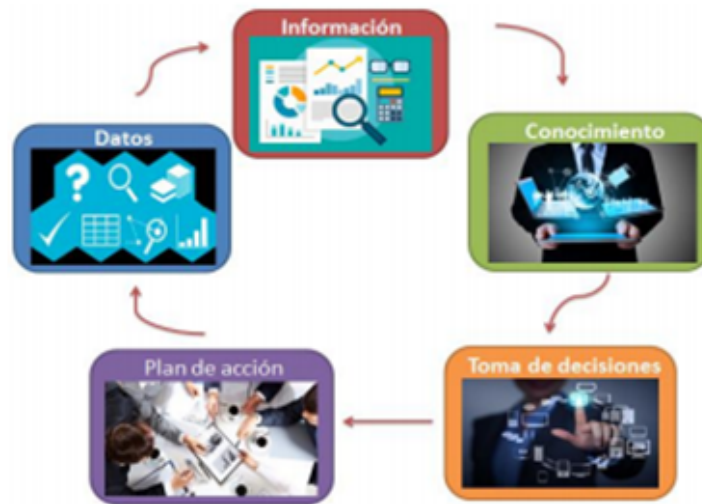 Información
Datos
Conocimiento
Plan de acción
Toma de decisiones